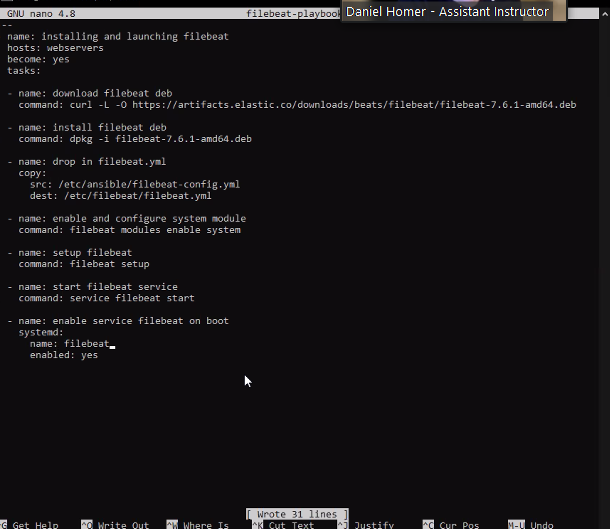 GNU nano 4.8 filebeat-playbook
Daniel Homer - Assistant Instructor
--
name: installing and launching filebeat
hosts: webservers
become: yes
tasks:
- name: download filebeat deb
command: curl -L -O https://artifacts.elastic.co/downloads/beats/filebeat/filebeat-7.6.1-amd64.deb
- name: install filebeat deb
command: dpkg -i filebeat-7.6.1-amd64.deb
- name: drop in filebeat.yml
copy:
src: /etc/ansible/filebeat-config.yml
dest: /etc/filebeat/filebeat.yml
- name: enable and configure system module
command: filebeat modules enable system
- name: setup filebeat
command: filebeat setup
- name: start filebeat service
command: service filebeat start
- name: enable service filebeat on boot
systemd:
name: filebeat
enabled: yes
[ Wrote 31 lines ]
^G Get Help ^O Write Out ^W Where Is ^K Cut Text ^J Justify ^C Cur Pos M-U Undo